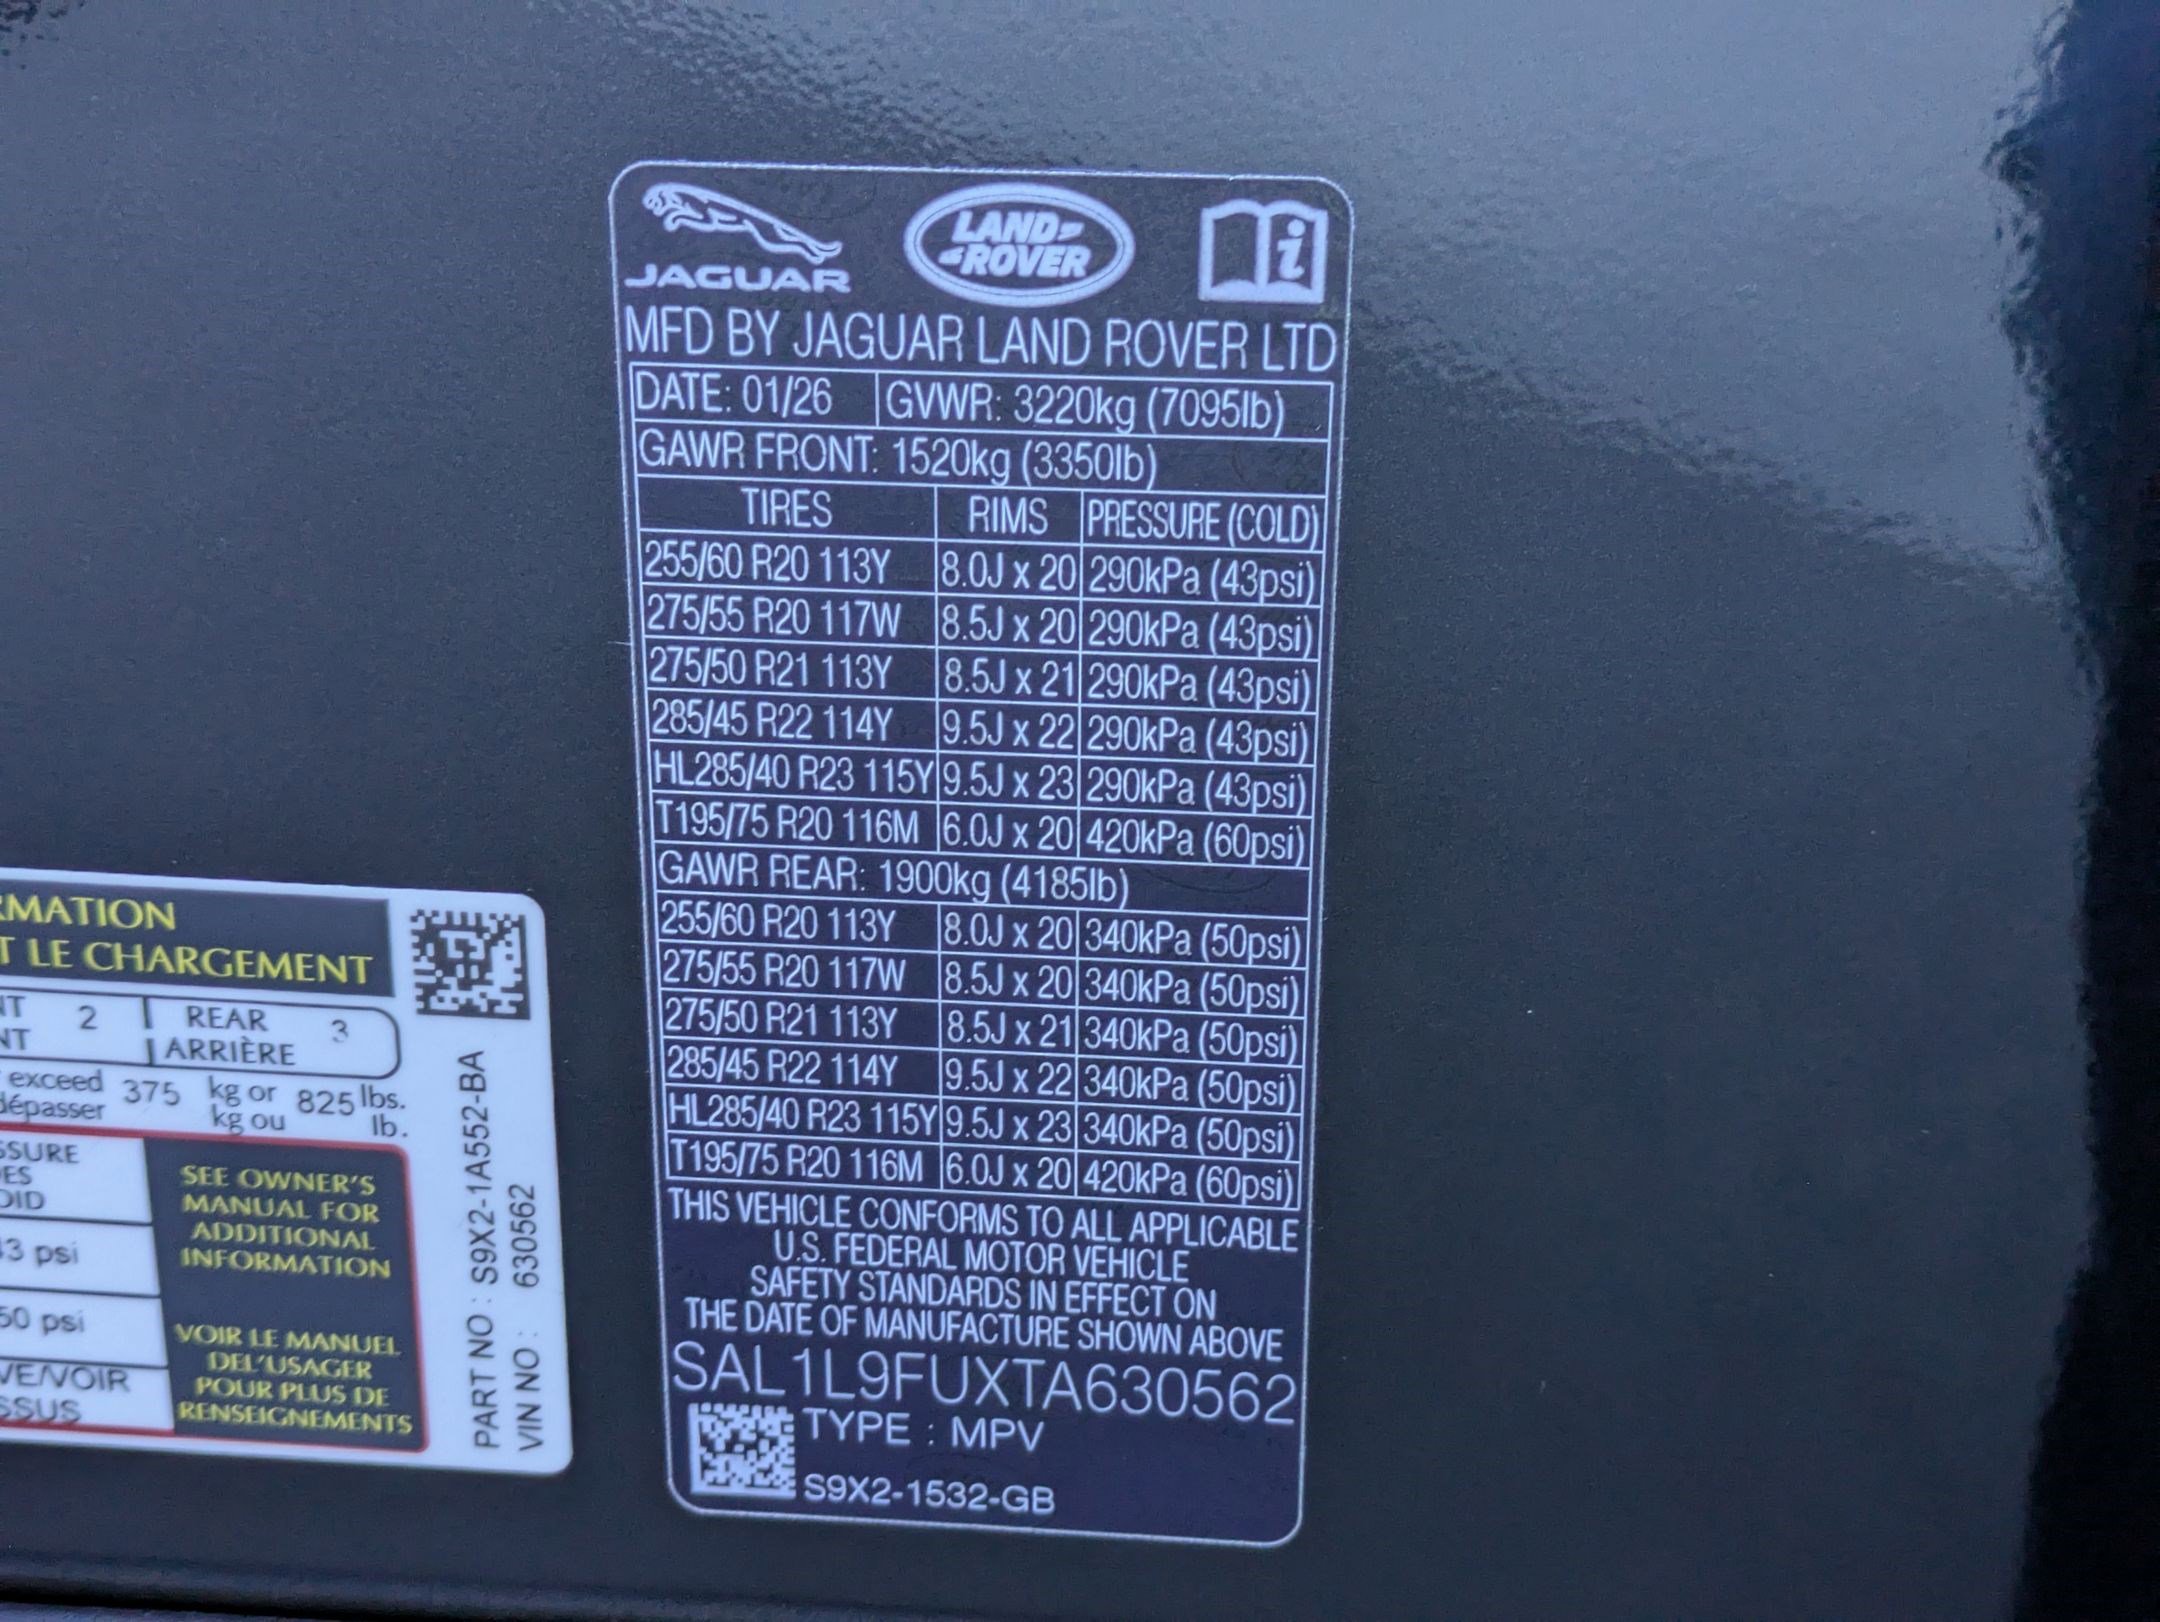 JAGUAR
LAND
ROVER
i
MFD BY JAGUAR LAND ROVER LTD
DATE: 01/26 GVWR: 3220kg (7095lb)
GAWR FRONT: 1520kg (3350lb)
TIRES RIMS PRESSURE (COLD)
255/60 R20 113Y 8.0J x 20 290kPa (43psi)
275/55 R20 117W 8.5J x 20 290kPa (43psi)
275/50 R21 113Y 8.5J x 21 290kPa (43psi)
285/45 R22 114Y 9.5J x 22 290kPa (43psi)
HL285/40 R23 115Y 9.5J x 23 290kPa (43psi)
T195/75 R20 116M 6.0J x 20 420kPa (60psi)
GAWR REAR: 1900kg (4185lb)
255/60 R20 113Y 8.0J x 20 340kPa (50psi)
275/55 R20 117W 8.5J x 20 340kPa (50psi)
275/50 R21 113Y 8.5J x 21 340kPa (50psi)
285/45 R22 114Y 9.5J x 22 340kPa (50psi)
HL285/40 R23 115Y 9.5J x 23 340kPa (50psi)
T195/75 R20 116M 6.0J x 20 420kPa (60psi)
THIS VEHICLE CONFORMS TO ALL APPLICABLE
U.S. FEDERAL MOTOR VEHICLE
SAFETY STANDARDS IN EFFECT ON
THE DATE OF MANUFACTURE SHOWN ABOVE
SAL1L9FUXTA630562
TYPE : MPV
S9X2-1532-GB
LE CHARGEMENT
2 REAR 3
ARRIÈRE
exceed 375 kg or 825 lbs.
dépasser kg ou lb.
psi
50 psi
SEE OWNER'S
MANUAL FOR
ADDITIONAL
INFORMATION
VOIR LE MANUEL
DEL'USAGER
POUR PLUS DE
RENSEIGNEMENTS
PART NO : S9X2-1A552-BA
VIN NO : 630562